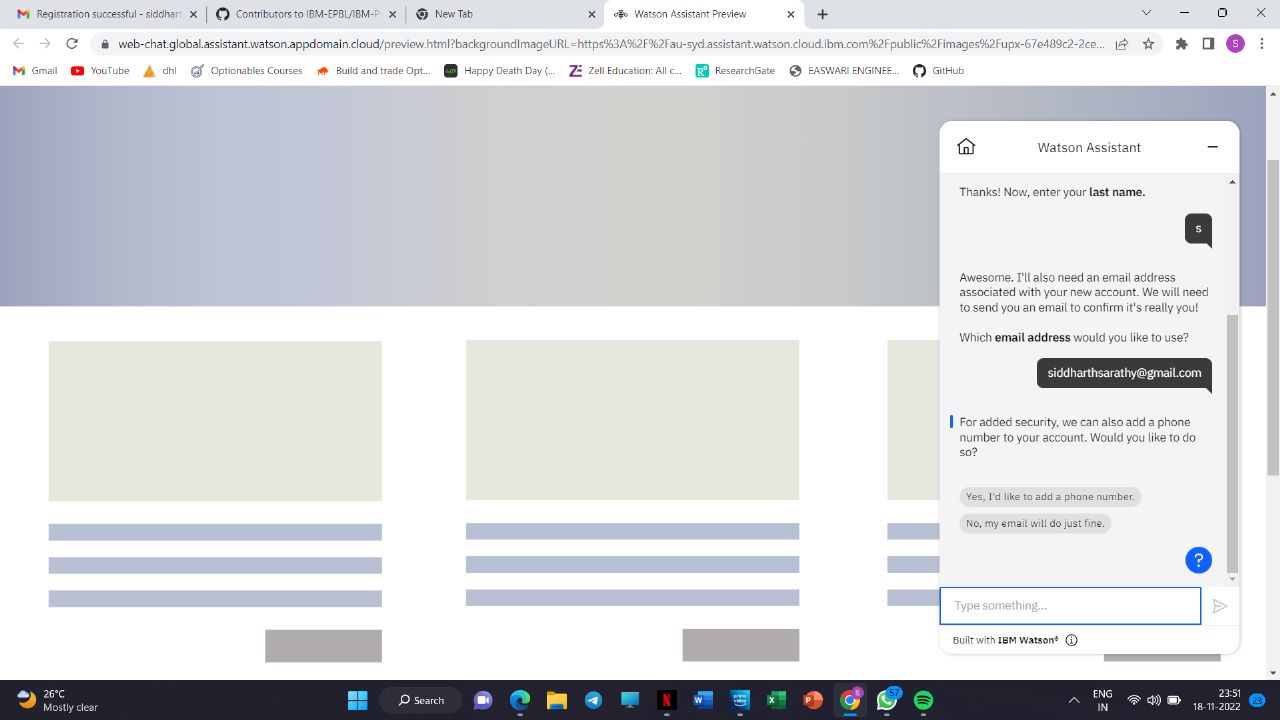 Registration successful - siddhart
Contributors to IBM-EPBL/IBM-Pr
New Tab
Watson Assistant Preview
web-chat.global.assistant.watson.appdomain.cloud/preview.html?backgroundImageURL=https%3A%2F%2Fau-syd.assistant.watson.cloud.ibm.com%2Fpublic%2Fimages%2Fupx-67e489c2-2ce...
S
Gmail
YouTube
dhl
Optionables Courses
Build and trade Opt...
Happy Death Day (...
Zell Education: All c...
ResearchGate
EASWARI ENGINEE...
GitHub
Watson Assistant
Thanks! Now, enter your last name.
s
Awesome. I'll also need an email address
associated with your new account. We will need
to send you an email to confirm it's really you!
Which email address would you like to use?
siddharthsarathy@gmail.com
For added security, we can also add a phone
number to your account. Would you like to do
so?
Yes, I'd like to add a phone number.
No, my email will do just fine.
?
Type something...
Built with IBM Watson®
26°C
Mostly clear
Search
57
ENG
IN
23:51
18-11-2022
23